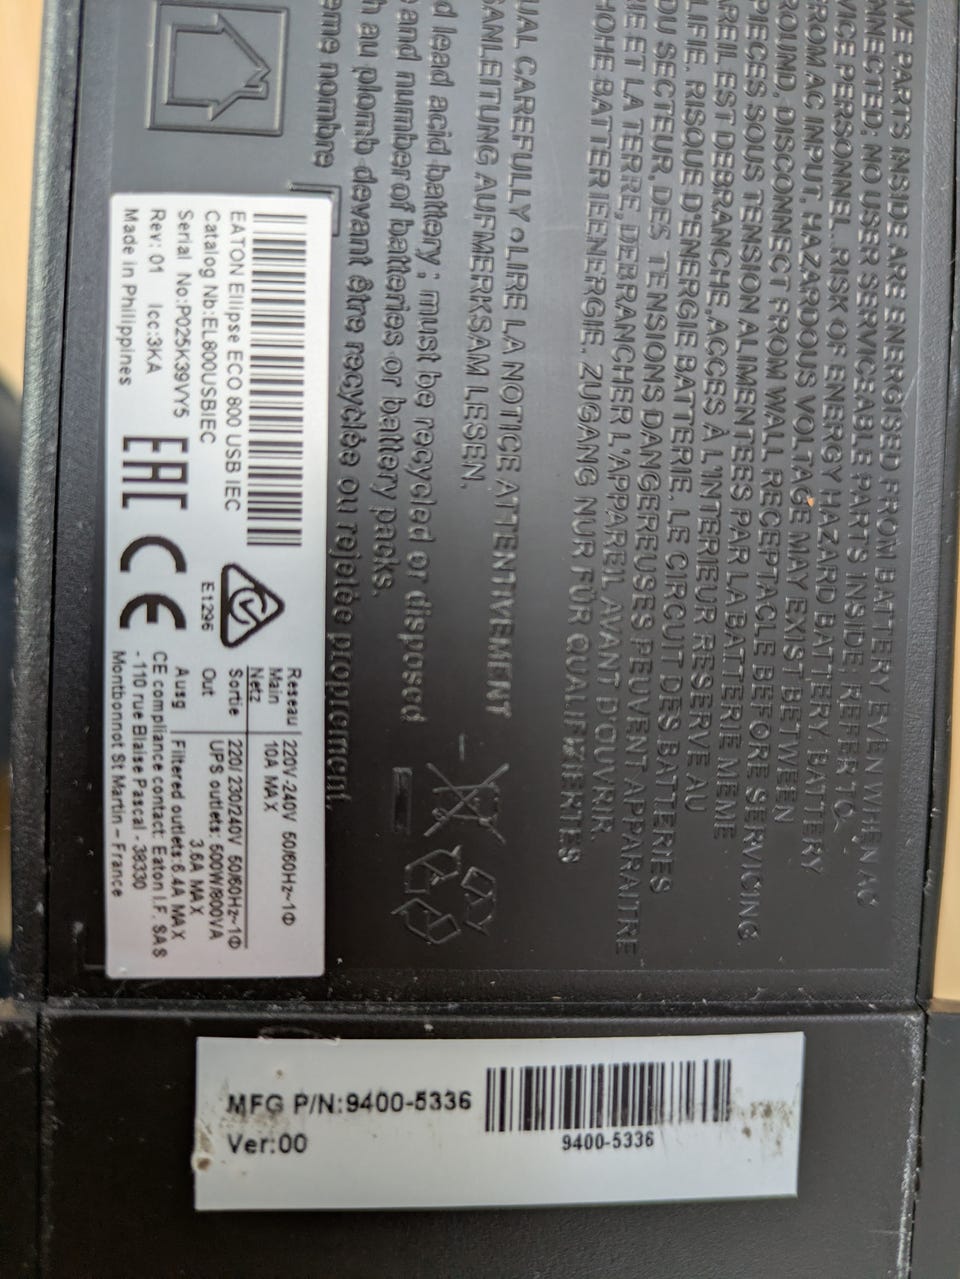 IVE PARTS INSIDE ARE ENERGISED FROM BATTERY EVEN WHEN AC
NNECTED. NO USER SERVICEABLE PARTS INSIDE. REFER TO
VICE PERSONNEL. RISK OF ENERGY HAZARD BATTERY. BATTERY
ROUND, DISCONNECT FROM WALL RECEPTACLE BEFORE SERVICING.
FROM AC INPUT. HAZARDOUS VOLTAGE MAY EXIST BETWEEN
PIECES SOUS TENSION ALIMENTEES PAR LA BATTERIE MEME
AREIL EST DEBRANCHE, ACCES À L'INTERIEUR RESERVE AU
LIFIE. RISQUE D'ENERGIE BATTERIE. LE CIRCUIT DES BATTERIES
DU SECTEUR, DES TENSIONS DANGEREUSES PEUVENT APPARAITRE
IE ET LA TERRE, DEBRANCHER L'APPAREIL AVANT D'OUVRIR.
HOHE BATTERIEENERGIE. ZUGANG NUR FÜR QUALIFIZIERTES
UAL CAREFULLY • LIRE LA NOTICE ATTENTIVEMENT
SANLEITUNG AUFMERKSAM LESEN.
d lead acid battery : must be recycled or disposed
and number of batteries or battery packs.
h au plomb devant être recyclée ou rejetée proprement,
eme nombre
EATON Ellipse ECO 800 USB IEC
Catalog Nb:EL800USBIEC
Serial No:P025K39VY5
Rev: 01 Icc:3KA
Made in Philippines
EAC
CE
E1296
Reseau
Main
Netz
220V-240V 50/60Hz~1Φ
10A MAX
Sortie
Out
Ausg
220/230/240V 50/60Hz~1Φ
UPS outlets: 500W/800VA
3.6A MAX
Filtered outlets:6.4A MAX
CE compliance contact: Eaton I.F. SAS
- 110 rue Blaise Pascal - 38330
Montbonnot St Martin – France
MFG P/N:9400-5336
Ver:00
9400-5336